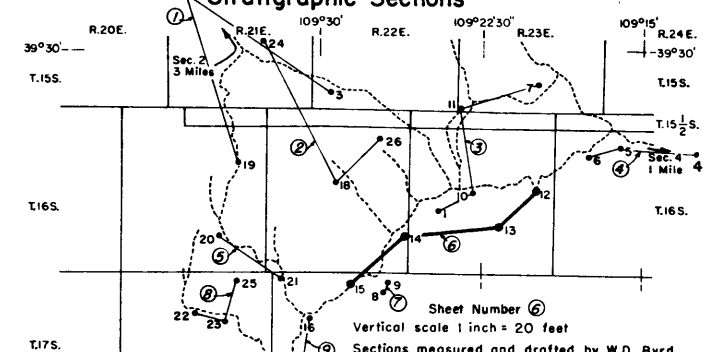 Stratigraphic Sections
109°30' 109°22'30" 109°15'
R.20E. R.21E. R.22E. R.23E. R.24E.
39°30' 39°30'
1
24
Sec. 2
3 Miles
T.15S. T.15S.
3
7
11
T.15½S. 
2
26
3
6 5
Sec. 4
1 Mile
4 4
19
18
10
12
1
T.16S. T.16S.
20
5
14
6
13
21
15
25
8
9
8
7
22
23
16
Sheet Number 6
Vertical scale 1 inch = 20 feet
T.17S.
9
Sections measured and drafted by W.D. Byrd